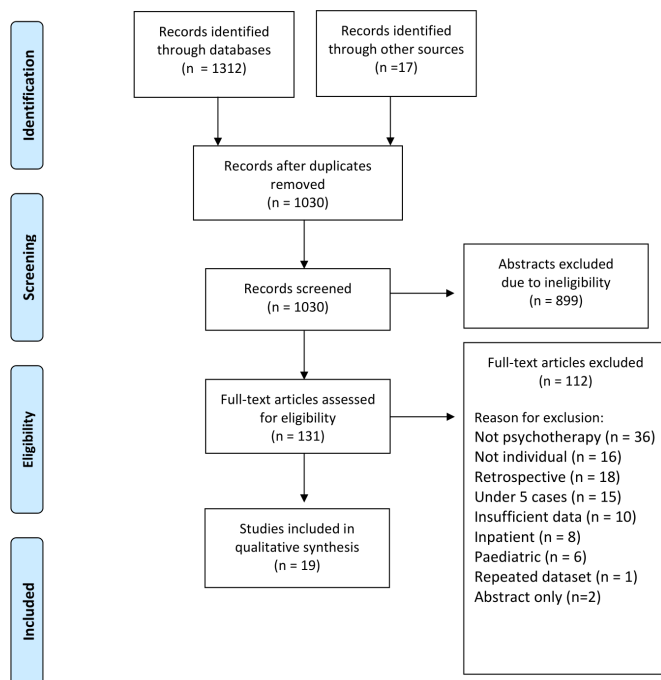 Identification
Records identified
through databases
(n = 1312)
Records identified
through other sources
(n =17)
Records after duplicates
removed
(n = 1030)
Screening
Records screened
(n = 1030)
Abstracts excluded
due to ineligibility
(n = 899)
Eligibility
Full-text articles assessed
for eligibility
(n = 131)
Full-text articles excluded
(n = 112)
Reason for exclusion:
Not psychotherapy (n = 36)
Not individual (n = 16)
Retrospective (n = 18)
Under 5 cases (n = 15)
Insufficient data (n = 10)
Inpatient (n = 8)
Paediatric (n = 6)
Repeated dataset (n = 1)
Abstract only (n=2)
Included
Studies included in
qualitative synthesis
(n = 19)